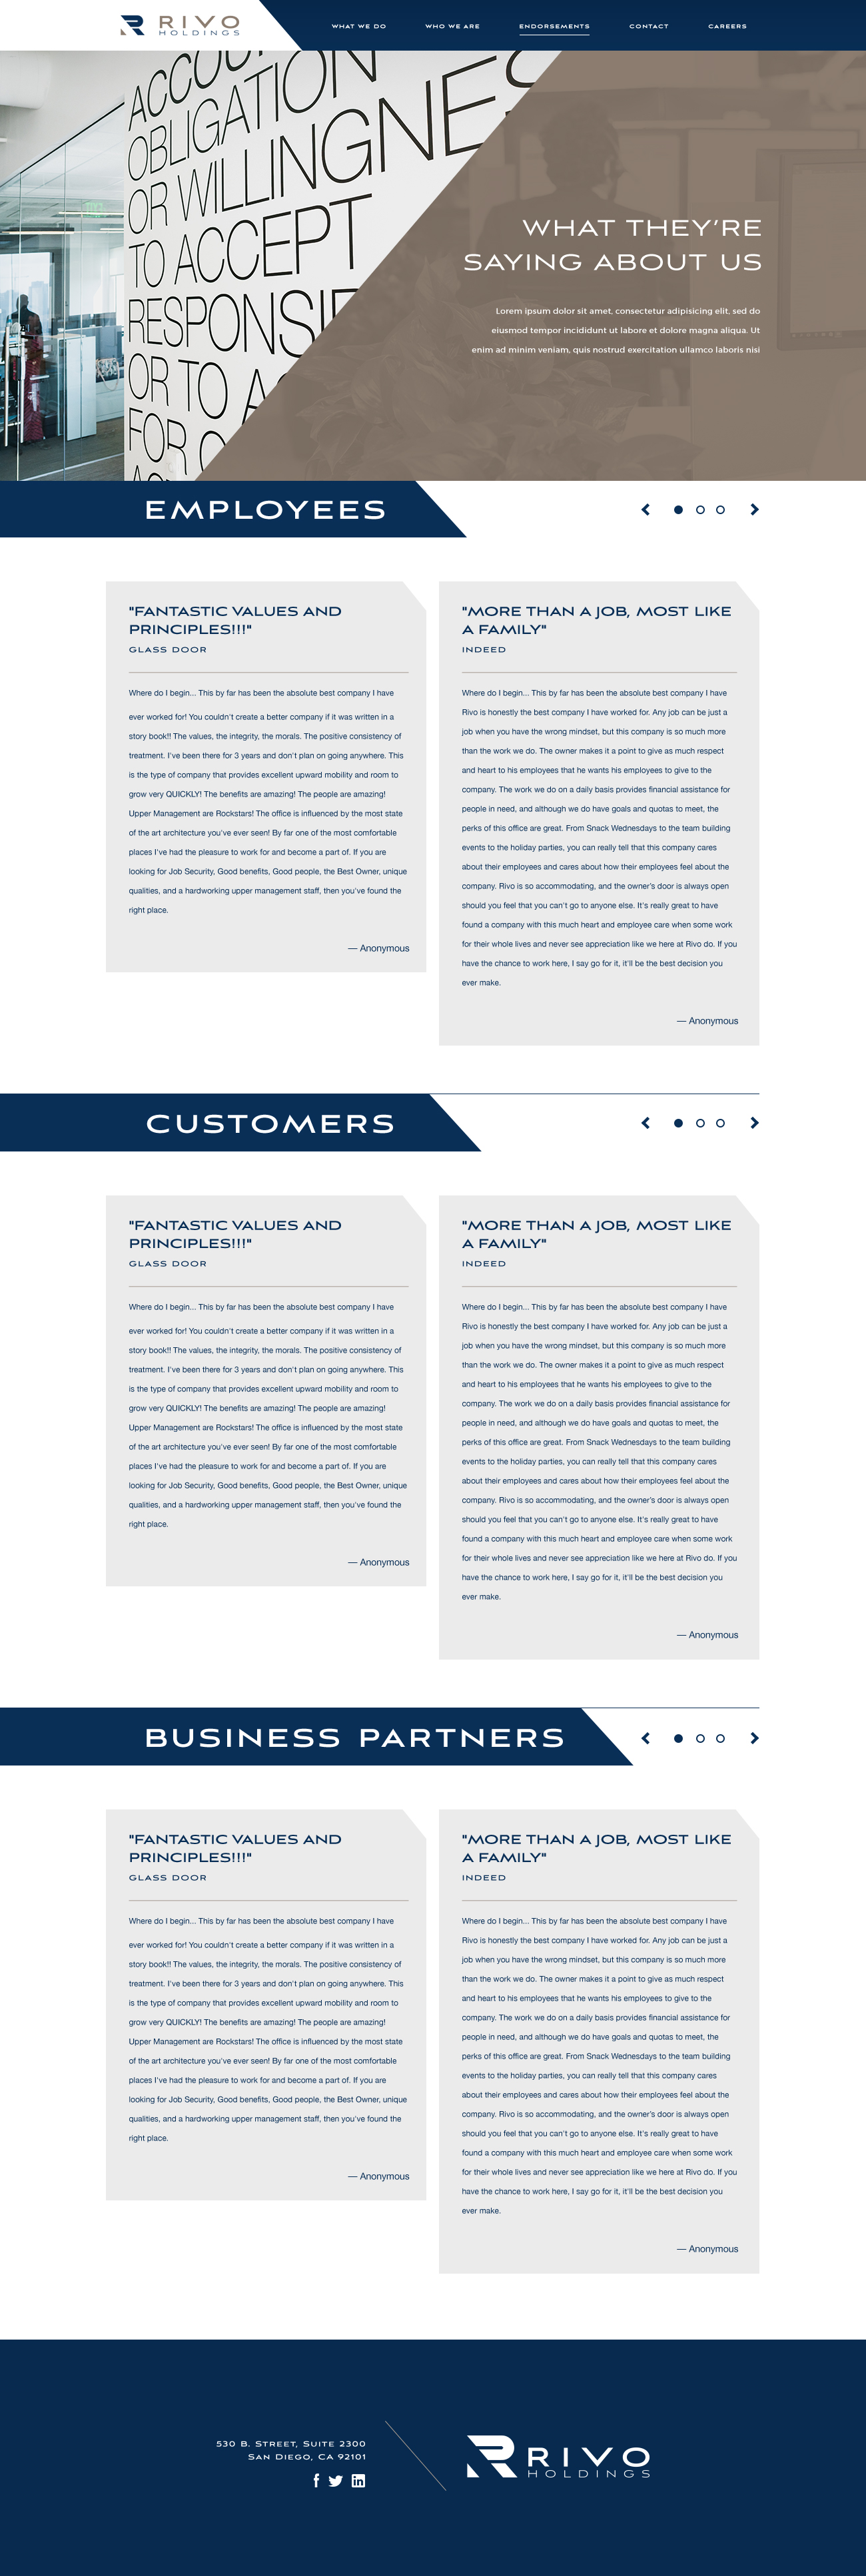 RIVO
HOLDINGS
WHAT WE DO
WHO WE ARE
ENDORSEMENTS
CONTACT
CAREERS
OBLIGATION
OR WILLINGNES
TO ACCEPT
RESPONSI
OR TO A
FOR
WHAT THEY'RE
SAYING ABOUT US
Lorem ipsum dolor sit amet, consectetur adipisicing elit, sed do
eiusmod tempor incididunt ut labore et dolore magna aliqua. Ut
enim ad minim veniam, quis nostrud exercitation ullamco laboris nisi
EMPLOYEES
"FANTASTIC VALUES AND
PRINCIPLES!!!"
GLASS DOOR
Where do I begin... This by far has been the absolute best company I have
ever worked for! You couldn't create a better company if it was written in a
story book!! The values, the integrity, the morals. The positive consistency of
treatment. I've been there for 3 years and don't plan on going anywhere. This
is the type of company that provides excellent upward mobility and room to
grow very QUICKLY! The benefits are amazing! The people are amazing!
Upper Management are Rockstars! The office is influenced by the most state
of the art architecture you've ever seen! By far one of the most comfortable
places I've had the pleasure to work for and become a part of. If you are
looking for Job Security, Good benefits, Good people, the Best Owner, unique
qualities, and a hardworking upper management staff, then you've found the
right place.
— Anonymous
"MORE THAN A JOB, MOST LIKE
A FAMILY"
INDEED
Where do I begin... This by far has been the absolute best company I have
Rivo is honestly the best company I have worked for. Any job can be just a
job when you have the wrong mindset, but this company is so much more
than the work we do. The owner makes it a point to give as much respect
and heart to his employees that he wants his employees to give to the
company. The work we do on a daily basis provides financial assistance for
people in need, and although we do have goals and quotas to meet, the
perks of this office are great. From Snack Wednesdays to the team building
events to the holiday parties, you can really tell that this company cares
about their employees and cares about how their employees feel about the
company. Rivo is so accommodating, and the owner's door is always open
should you feel that you can't go to anyone else. It's really great to have
found a company with this much heart and employee care when some work
for their whole lives and never see appreciation like we here at Rivo do. If you
have the chance to work here, I say go for it, it'll be the best decision you
ever make.
— Anonymous
CUSTOMERS
"FANTASTIC VALUES AND
PRINCIPLES!!!"
GLASS DOOR
Where do I begin... This by far has been the absolute best company I have
ever worked for! You couldn't create a better company if it was written in a
story book!! The values, the integrity, the morals. The positive consistency of
treatment. I've been there for 3 years and don't plan on going anywhere. This
is the type of company that provides excellent upward mobility and room to
grow very QUICKLY! The benefits are amazing! The people are amazing!
Upper Management are Rockstars! The office is influenced by the most state
of the art architecture you've ever seen! By far one of the most comfortable
places I've had the pleasure to work for and become a part of. If you are
looking for Job Security, Good benefits, Good people, the Best Owner, unique
qualities, and a hardworking upper management staff, then you've found the
right place.
— Anonymous
"MORE THAN A JOB, MOST LIKE
A FAMILY"
INDEED
Where do I begin... This by far has been the absolute best company I have
Rivo is honestly the best company I have worked for. Any job can be just a
job when you have the wrong mindset, but this company is so much more
than the work we do. The owner makes it a point to give as much respect
and heart to his employees that he wants his employees to give to the
company. The work we do on a daily basis provides financial assistance for
people in need, and although we do have goals and quotas to meet, the
perks of this office are great. From Snack Wednesdays to the team building
events to the holiday parties, you can really tell that this company cares
about their employees and cares about how their employees feel about the
company. Rivo is so accommodating, and the owner's door is always open
should you feel that you can't go to anyone else. It's really great to have
found a company with this much heart and employee care when some work
for their whole lives and never see appreciation like we here at Rivo do. If you
have the chance to work here, I say go for it, it'll be the best decision you
ever make.
— Anonymous
BUSINESS PARTNERS
"FANTASTIC VALUES AND
PRINCIPLES!!!"
GLASS DOOR
Where do I begin... This by far has been the absolute best company I have
ever worked for! You couldn't create a better company if it was written in a
story book!! The values, the integrity, the morals. The positive consistency of
treatment. I've been there for 3 years and don't plan on going anywhere. This
is the type of company that provides excellent upward mobility and room to
grow very QUICKLY! The benefits are amazing! The people are amazing!
Upper Management are Rockstars! The office is influenced by the most state
of the art architecture you've ever seen! By far one of the most comfortable
places I've had the pleasure to work for and become a part of. If you are
looking for Job Security, Good benefits, Good people, the Best Owner, unique
qualities, and a hardworking upper management staff, then you've found the
right place.
— Anonymous
"MORE THAN A JOB, MOST LIKE
A FAMILY"
INDEED
Where do I begin... This by far has been the absolute best company I have
Rivo is honestly the best company I have worked for. Any job can be just a
job when you have the wrong mindset, but this company is so much more
than the work we do. The owner makes it a point to give as much respect
and heart to his employees that he wants his employees to give to the
company. The work we do on a daily basis provides financial assistance for
people in need, and although we do have goals and quotas to meet, the
perks of this office are great. From Snack Wednesdays to the team building
events to the holiday parties, you can really tell that this company cares
about their employees and cares about how their employees feel about the
company. Rivo is so accommodating, and the owner's door is always open
should you feel that you can't go to anyone else. It's really great to have
found a company with this much heart and employee care when some work
for their whole lives and never see appreciation like we here at Rivo do. If you
have the chance to work here, I say go for it, it'll be the best decision you
ever make.
— Anonymous
530 B. Street, Suite 2300
San Diego, CA 92101
RIVO
HOLDINGS